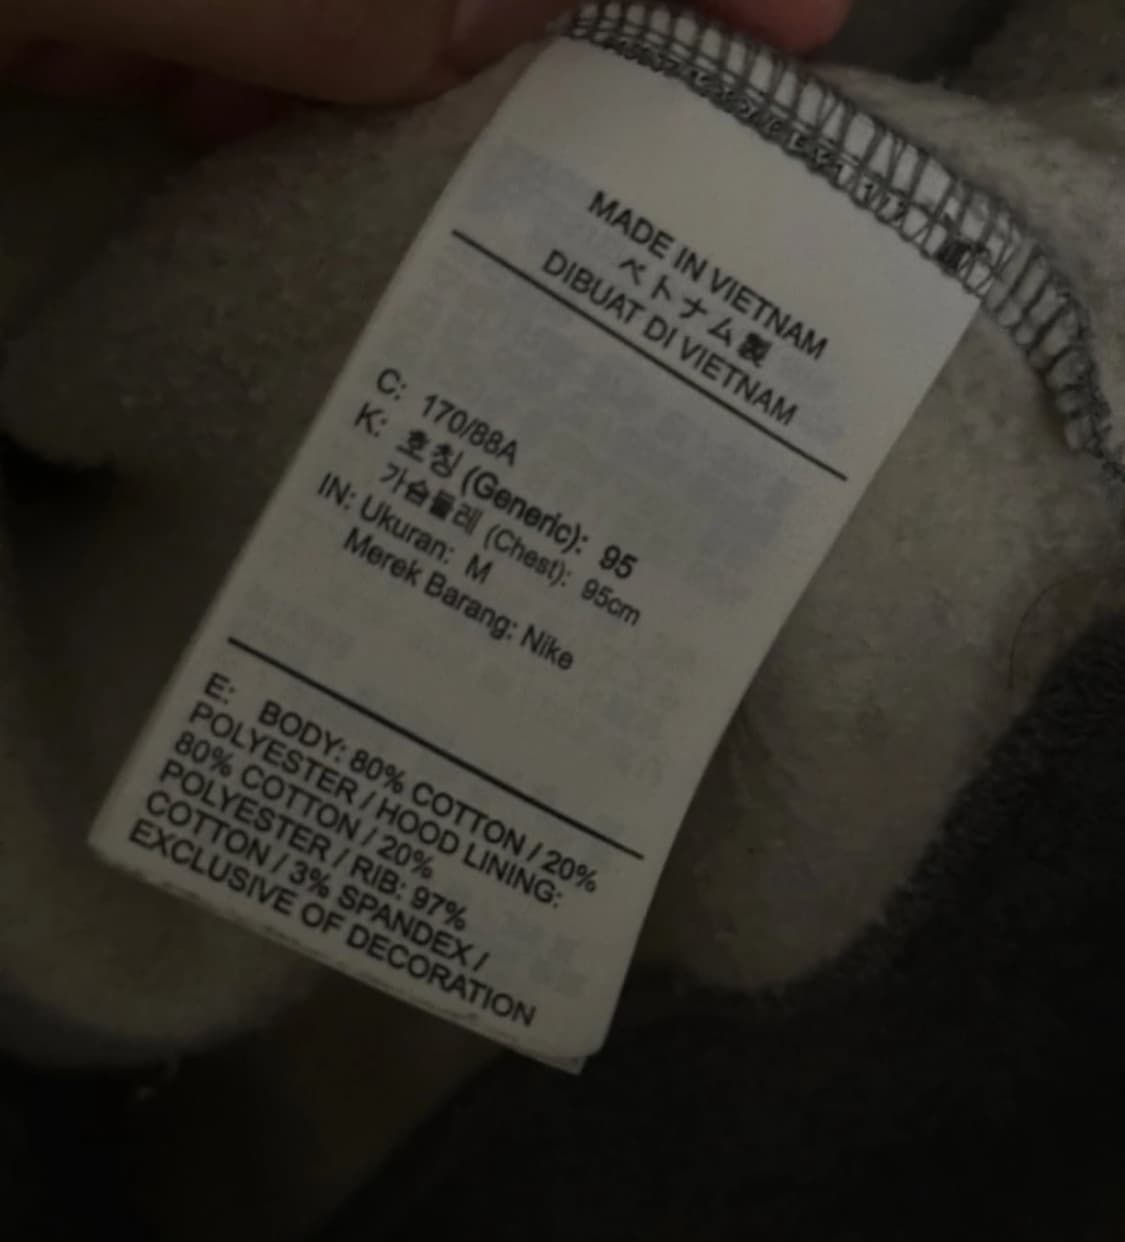 MADE IN VIETNAM
ベトナム製
DIBUAT DI VIETNAM
C: 170/88A
K: 호칭 (Generic): 95
가슴둘레 (Chest): 95cm
IN: Ukuran: M
Merek Barang: Nike
E: BODY: 80% COTTON / 20%
POLYESTER / HOOD LINING:
80% COTTON / 20%
POLYESTER / RIB: 97%
COTTON / 3% SPANDEX /
EXCLUSIVE OF DECORATION